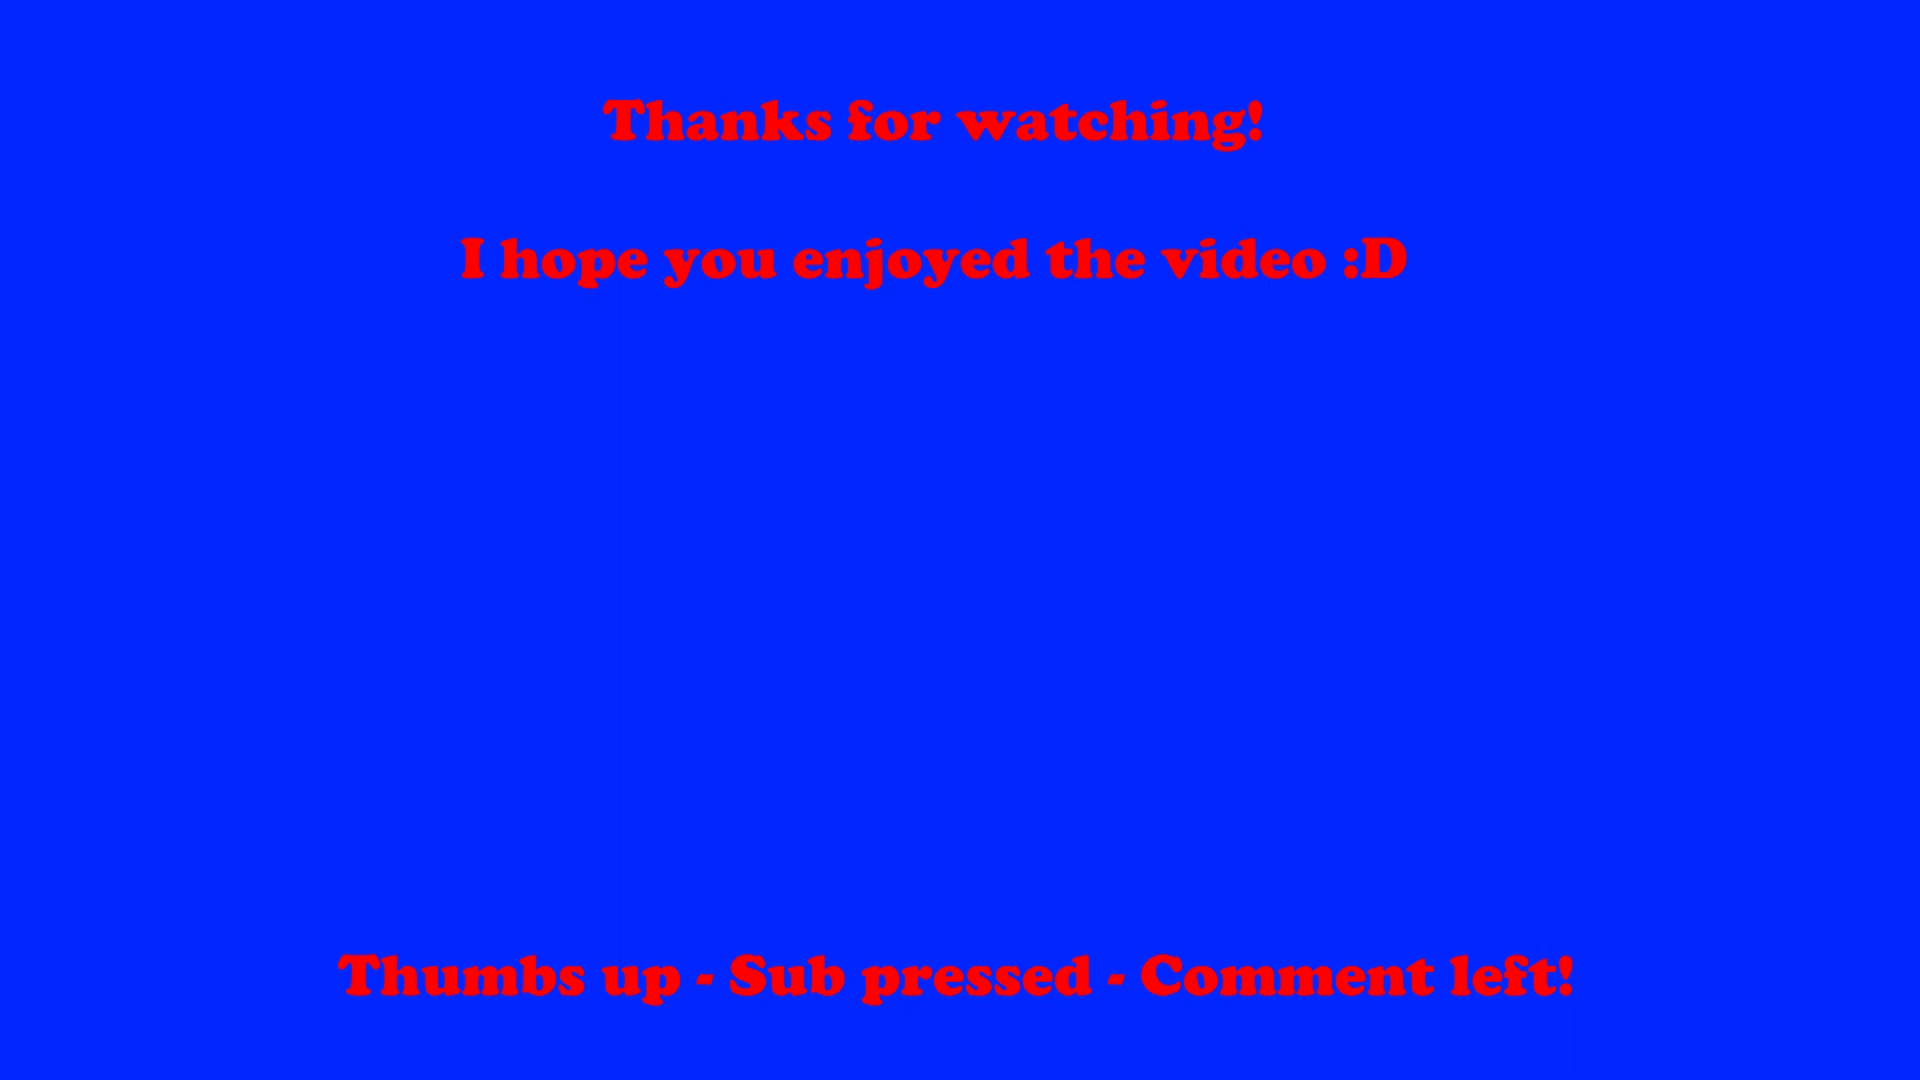 Thanks for watching!
I hope you enjoyed the video :D
Thumbs up - Sub pressed - Comment left!